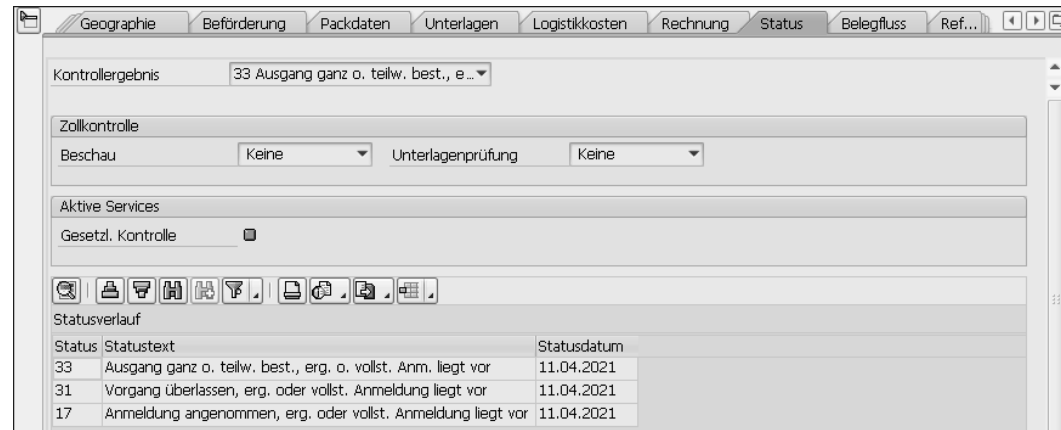 Geographie Beförderung Packdaten Unterlagen Logistikkosten Rechnung Status Belegfluss Ref...
Kontrollergebnis 33 Ausgang ganz o. teilw. best., e...
Zollkontrolle
Beschau Keine Unterlagenprüfung Keine
Aktive Services
Gesetzl. Kontrolle
Statusverlauf
Status Statustext Statusdatum
33 Ausgang ganz o. teilw. best., erg. o. vollst. Anm. liegt vor 11.04.2021
31 Vorgang überlassen, erg. oder vollst. Anmeldung liegt vor 11.04.2021
17 Anmeldung angenommen, erg. oder vollst. Anmeldung liegt vor 11.04.2021